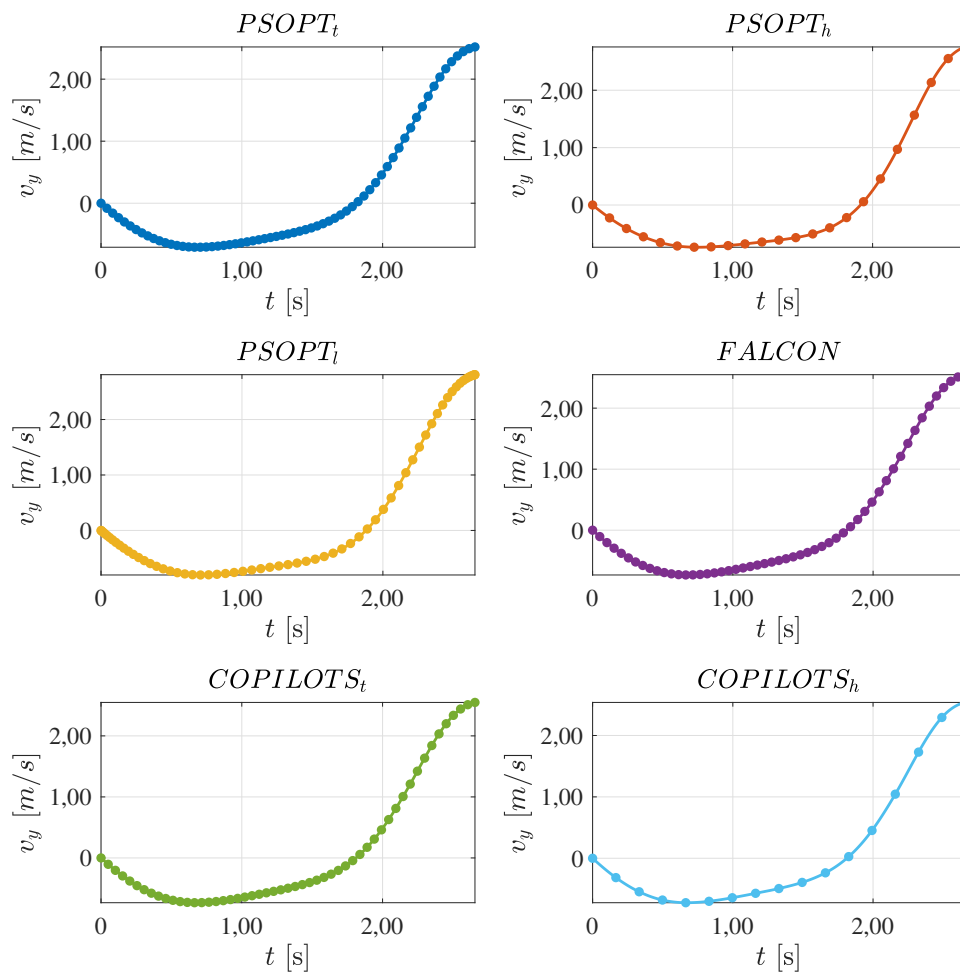 PSOPT_t
PSOPT_h
2,00
1,00
0
v_y [m/s]
0 1,00 2,00
t [s]
2,00
1,00
0
v_y [m/s]
0 1,00 2,00
t [s]
PSOPT_l
FALCON
2,00
1,00
0
v_y [m/s]
0 1,00 2,00
t [s]
2,00
1,00
0
v_y [m/s]
0 1,00 2,00
t [s]
COPILOTS_t
COPILOTS_h
2,00
1,00
0
v_y [m/s]
0 1,00 2,00
t [s]
2,00
1,00
0
v_y [m/s]
0 1,00 2,00
t [s]